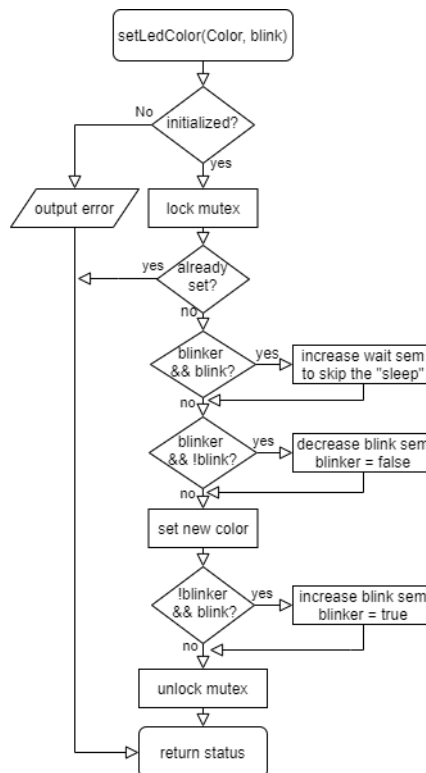 setLedColor(Color, blink)
No
initialized?
yes
output error
lock mutex
yes
already
set?
no
blinker
&& blink?
yes
increase wait sem
to skip the "sleep"
no
blinker
&& !blink?
yes
decrease blink sem
blinker = false
no
set new color
!blinker
&& blink?
yes
increase blink sem
blinker = true
no
unlock mutex
return status